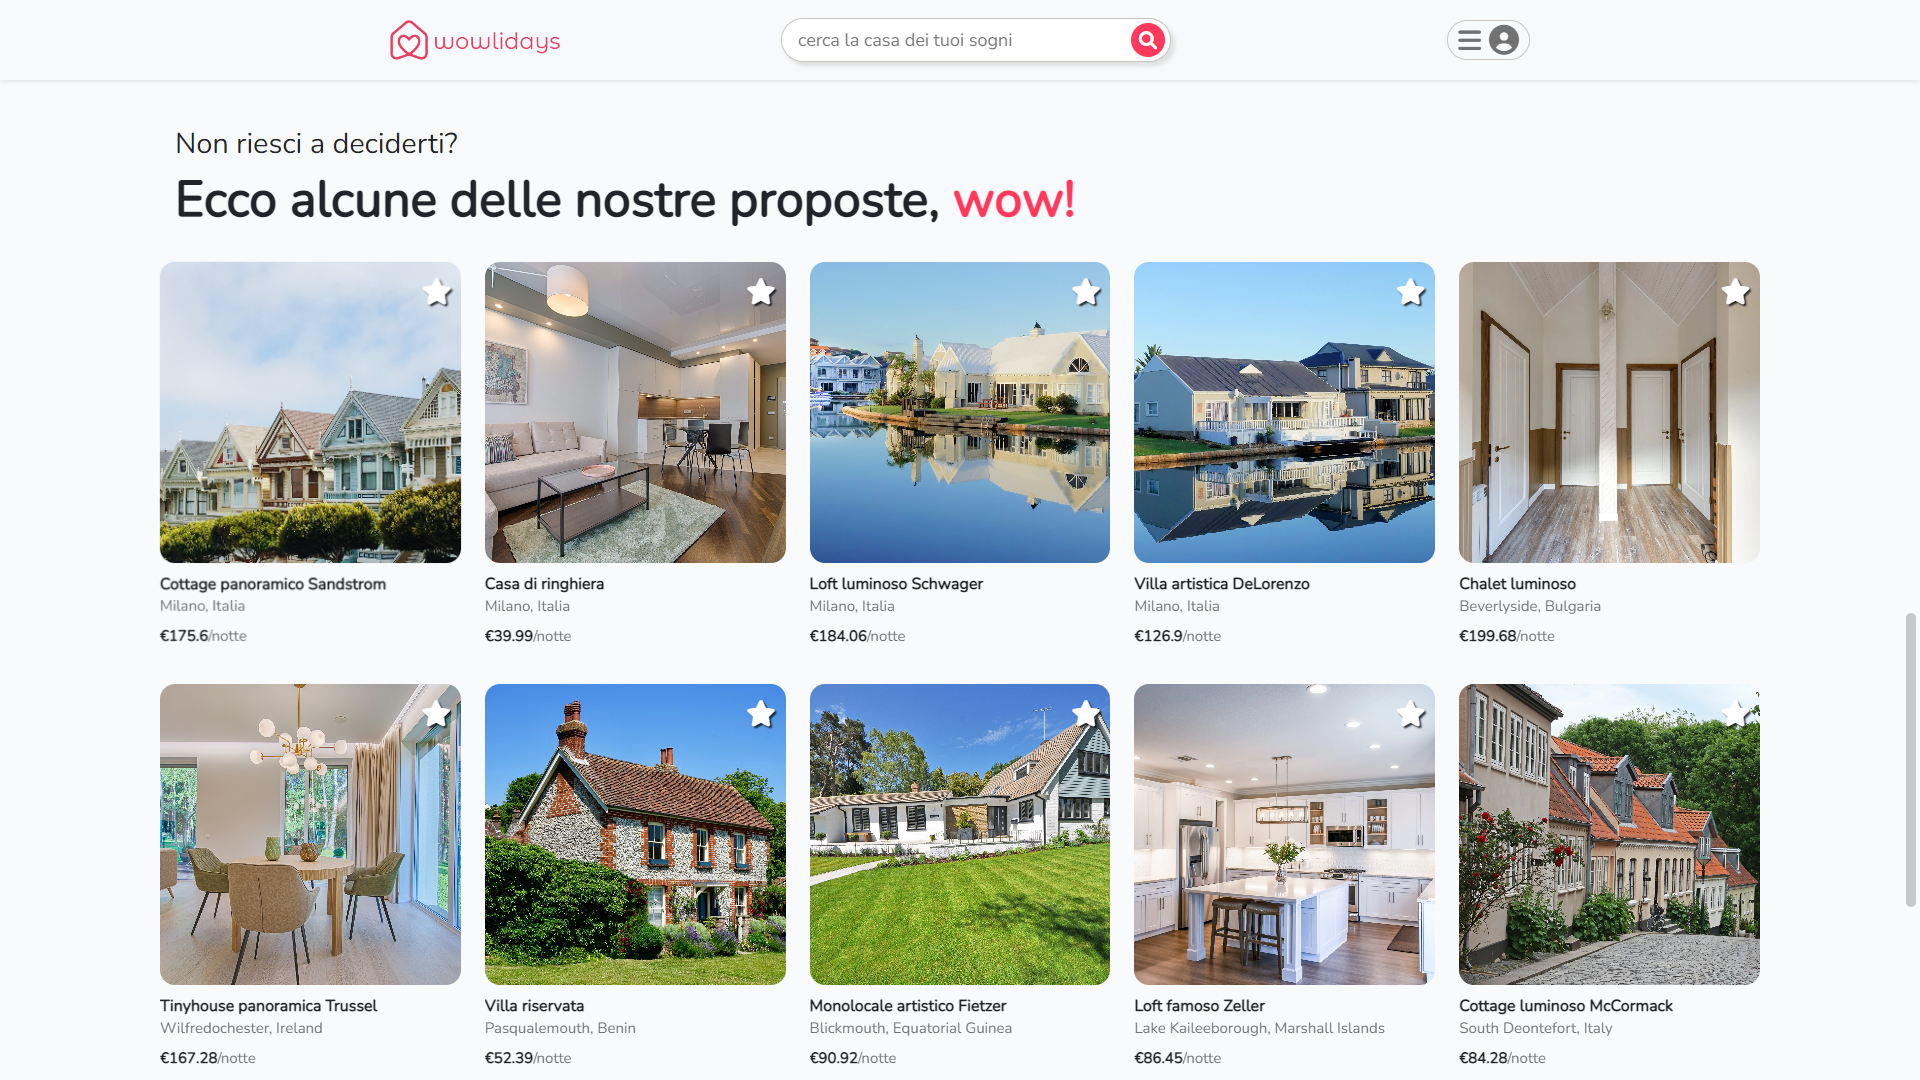 wowlidays
cerca la casa dei tuoi sogni
Non riesci a deciderti?
Ecco alcune delle nostre proposte, wow!
Cottage panoramico Sandstrom
Milano, Italia
€175.6/notte
Casa di ringhiera
Milano, Italia
€39.99/notte
Loft luminoso Schwager
Milano, Italia
€184.06/notte
Villa artistica DeLorenzo
Milano, Italia
€126.9/notte
Chalet luminoso
Beverlyside, Bulgaria
€199.68/notte
Tinyhouse panoramica Trussel
Wilfredochester, Ireland
€167.28/notte
Villa riservata
Pasqualemouth, Benin
€52.39/notte
Monolocale artistico Fietzer
Blickmouth, Equatorial Guinea
€90.92/notte
Loft famoso Zeller
Lake Kaileeborough, Marshall Islands
€86.45/notte
Cottage luminoso McCormack
South Deontefort, Italy
€84.28/notte